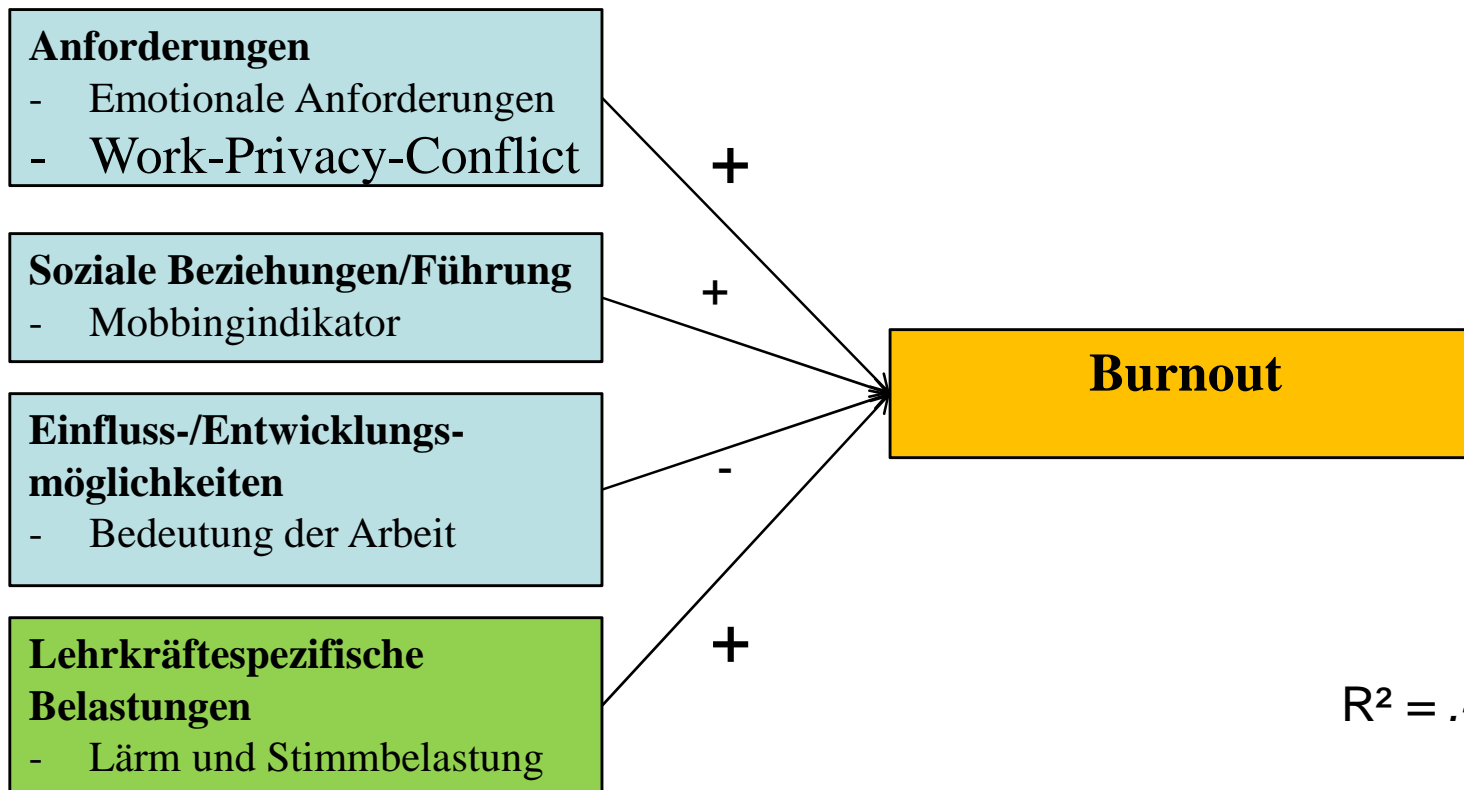 Anforderungen
- Emotionale Anforderungen
- Work-Privacy-Conflict
+
Soziale Beziehungen/Führung
- Mobbingindikator
+
Burnout
Einfluss-/Entwicklungs-
möglichkeiten
- Bedeutung der Arbeit
-
Lehrkräftespezifische
Belastungen
- Lärm und Stimmbelastung
+
R² = .